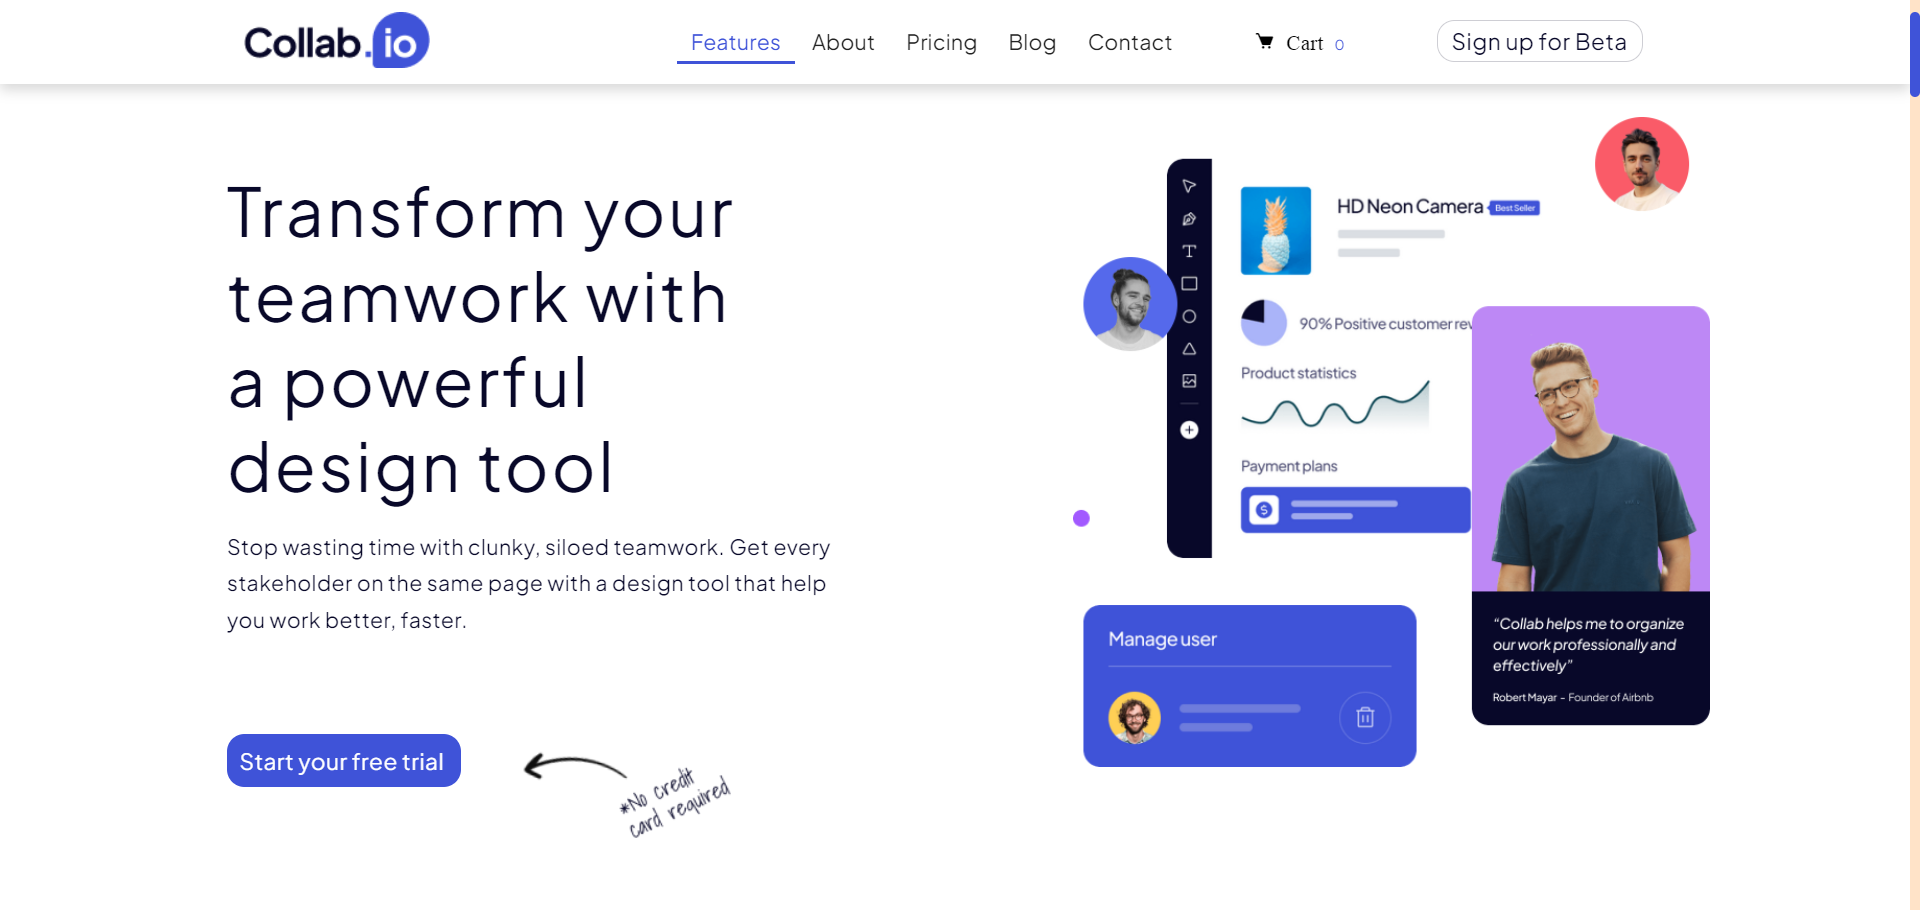 Collab.io
Features About Pricing Blog Contact
Cart 0
Sign up for Beta
Transform your
teamwork with
a powerful
design tool
Stop wasting time with clunky, siloed teamwork. Get every
stakeholder on the same page with a design tool that help
you work better, faster.
Start your free trial
*No credit
card required
HD Neon Camera
Best Seller
90% Positive customer rev
Product statistics
Payment plans
$
Manage user
“Collab helps me to organize
our work professionally and
effectively”
Robert Mayar - Founder of Airbnb